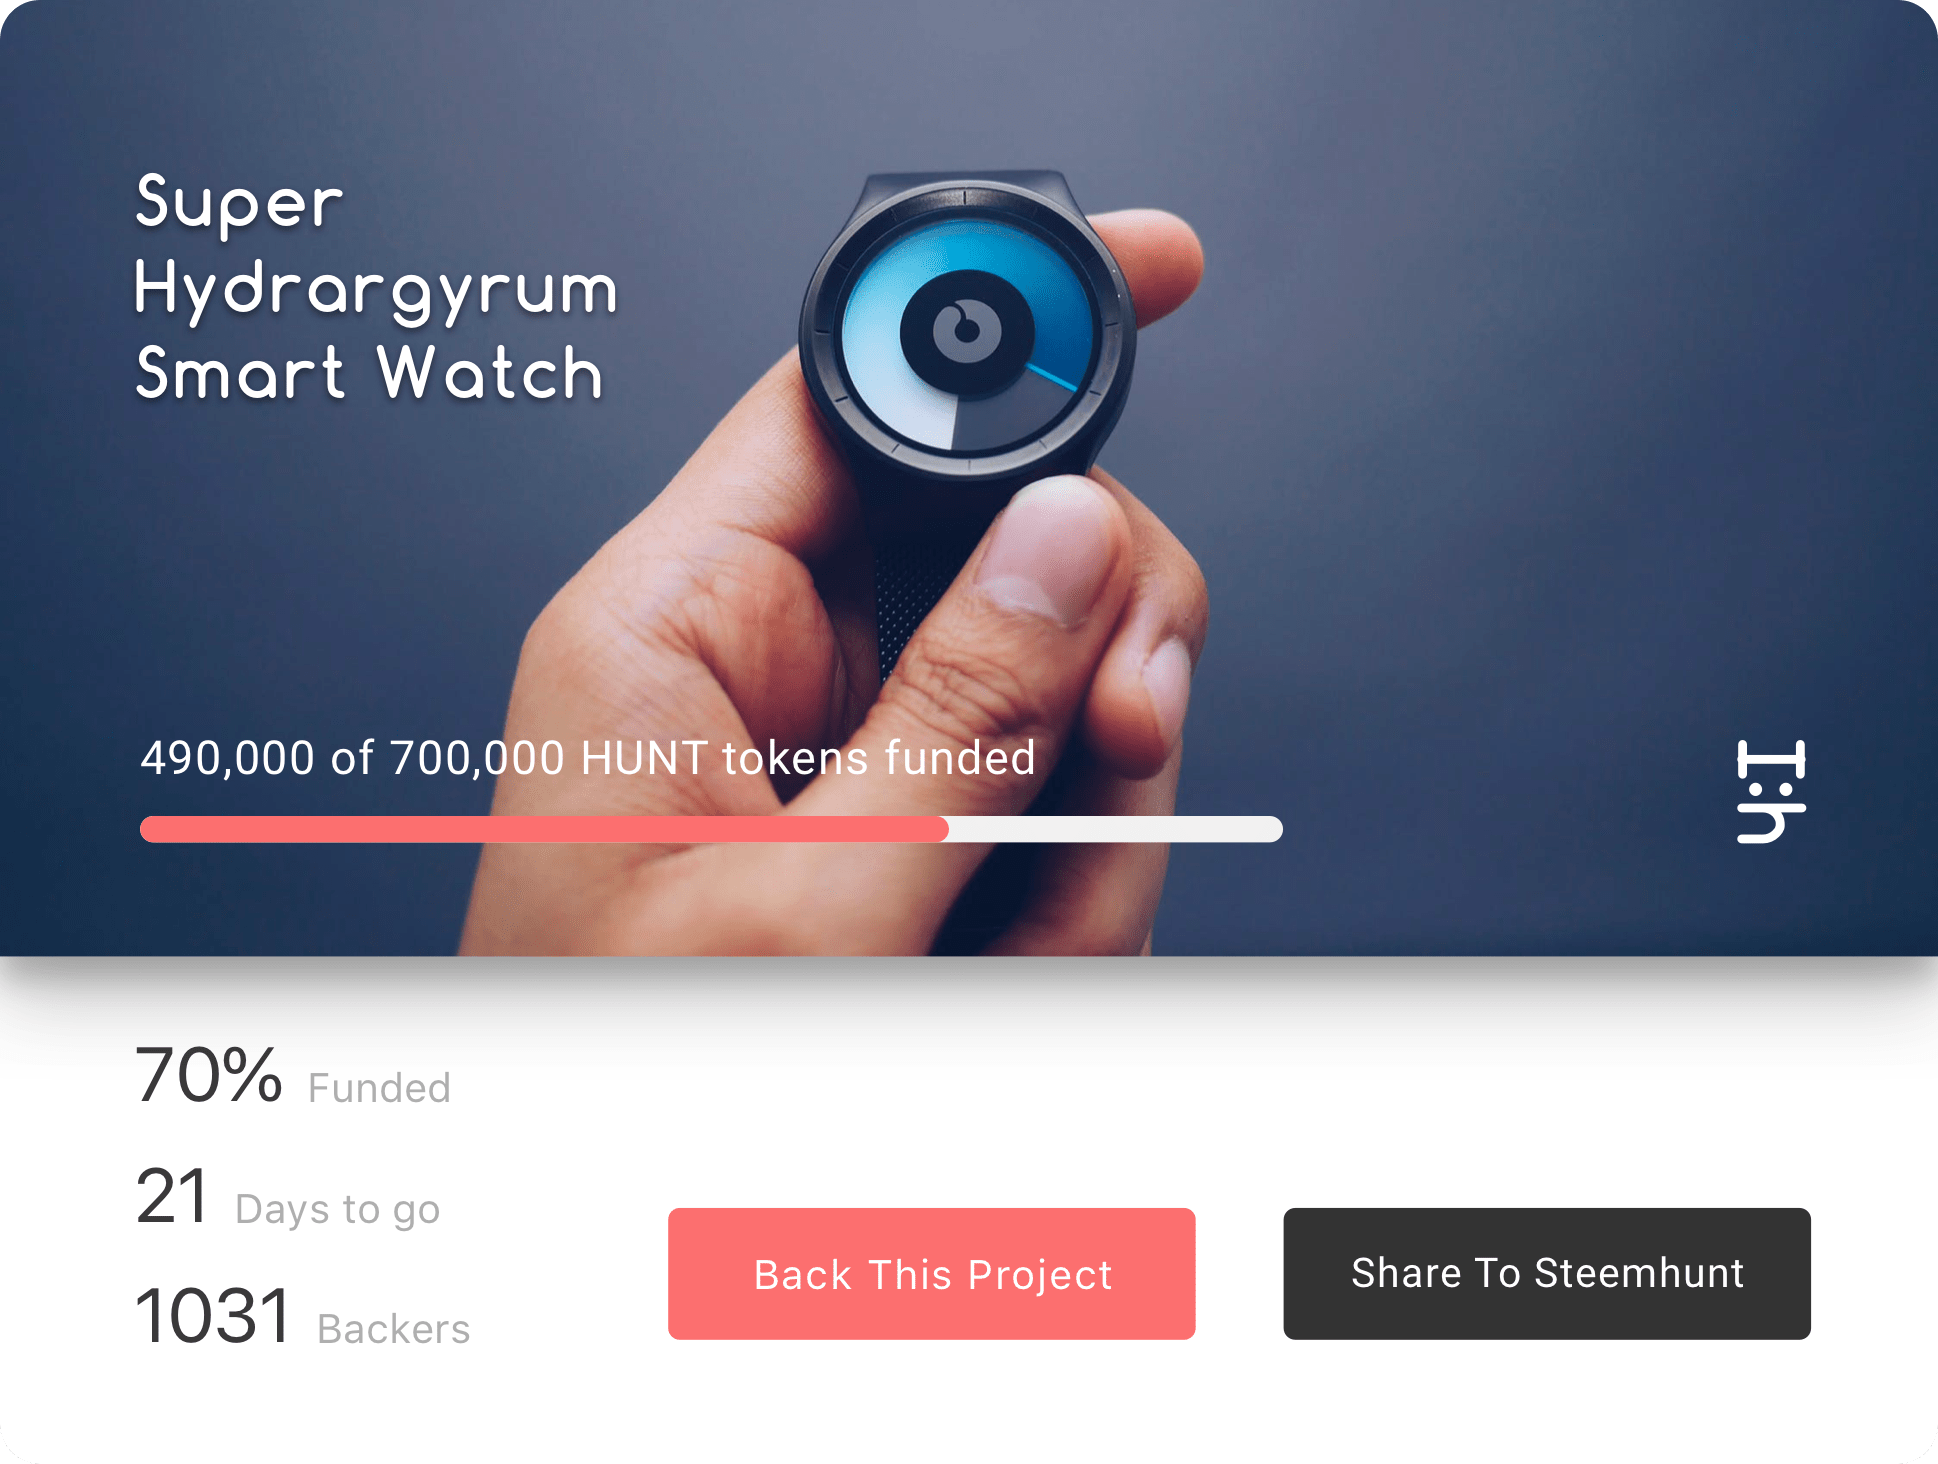 Super
Hydrargyrum
Smart Watch
490,000 of 700,000 HUNT tokens funded
I:h
70% Funded
21 Days to go
1031 Backers
Back This Project
Share To Steemhunt